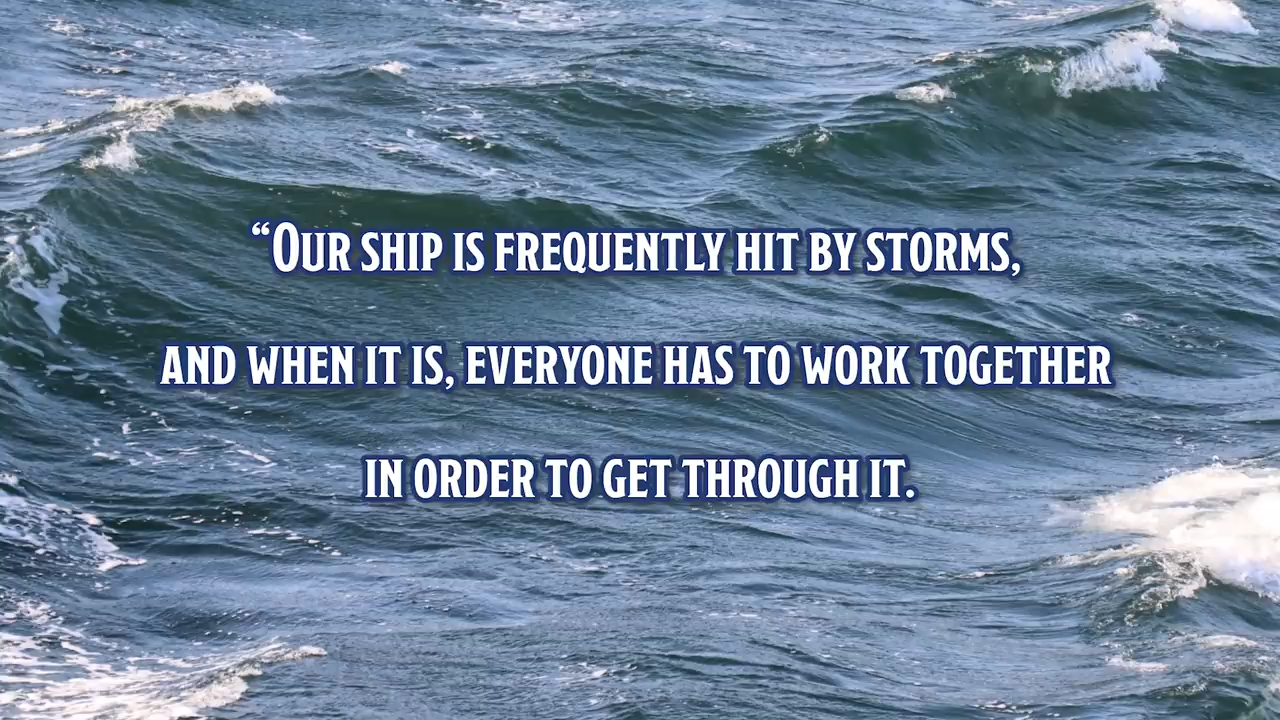 “Our ship is frequently hit by storms,
and when it is, everyone has to work together
in order to get through it.